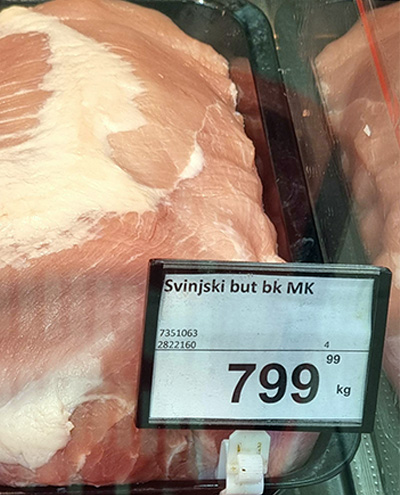 Svinjski but bk MK
7351063
2822160 4
799 99 kg